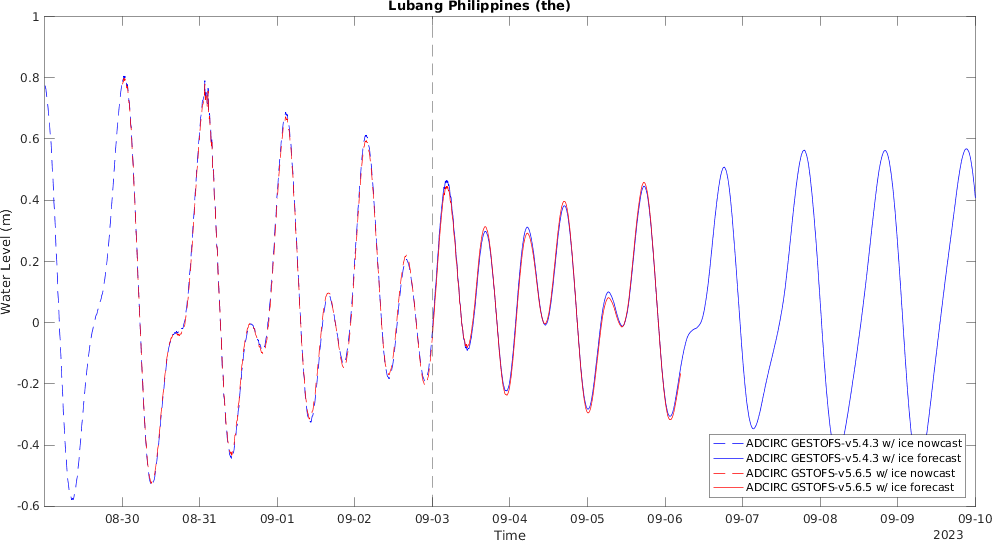 Lubang Philippines (the)
1
0.8
0.6
0.4
0.2
0
-0.2
-0.4
-0.6
Water Level (m)
ADCIRC GESTOFS-v5.4.3 w/ ice nowcast
ADCIRC GESTOFS-v5.4.3 w/ ice forecast
ADCIRC GSTOFS-v5.6.5 w/ ice nowcast
ADCIRC GSTOFS-v5.6.5 w/ ice forecast
08-30 08-31 09-01 09-02 09-03 09-04 09-05 09-06 09-07 09-08 09-09 09-10
Time
2023